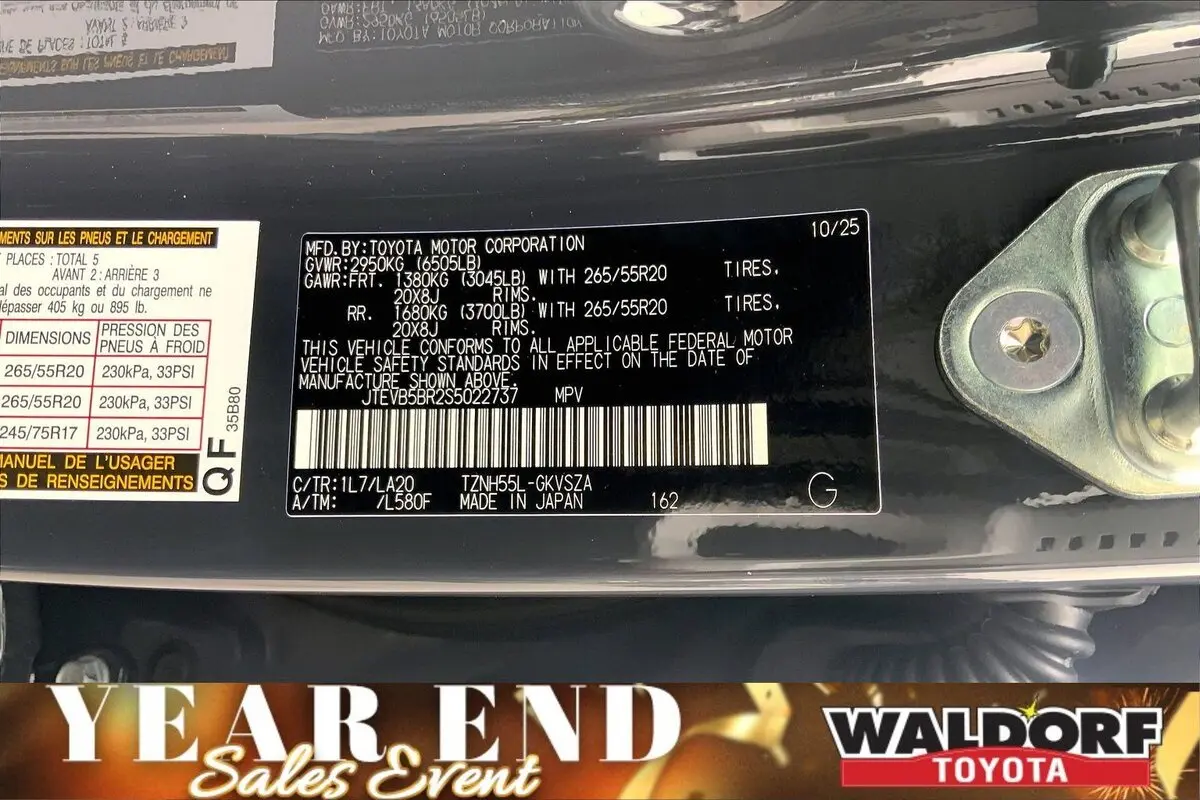 MENTS SUR LES PNEUS ET LE CHARGEMENT
PLACES : TOTAL 5
AVANT 2 : ARRIÈRE 3
al des occupants et du chargement ne
épasser 405 kg ou 895 lb.
DIMENSIONS PRESSION DES PNEUS À FROID
265/55R20 230kPa, 33PSI
265/55R20 230kPa, 33PSI
245/75R17 230kPa, 33PSI
MANUEL DE L'USAGER
S DE RENSEIGNEMENTS
QF 35B80
10/25
MFD.BY:TOYOTA MOTOR CORPORATION
GVWR:2950KG (6505LB)
GAWR:FRT. 1380KG (3045LB) WITH 265/55R20 TIRES.
20X8J RIMS.
RR. 1680KG (3700LB) WITH 265/55R20 TIRES.
20X8J RIMS.
THIS VEHICLE CONFORMS TO ALL APPLICABLE FEDERAL MOTOR
VEHICLE SAFETY STANDARDS IN EFFECT ON THE DATE OF
MANUFACTURE SHOWN ABOVE.
JTEVB5BR2S5022737 MPV
C/TR:1L7/LA20 TZNH55L-GKVSZA
A/TM: /L580F MADE IN JAPAN 162
G
YEAR END
Sales Event
WALDORF
TOYOTA